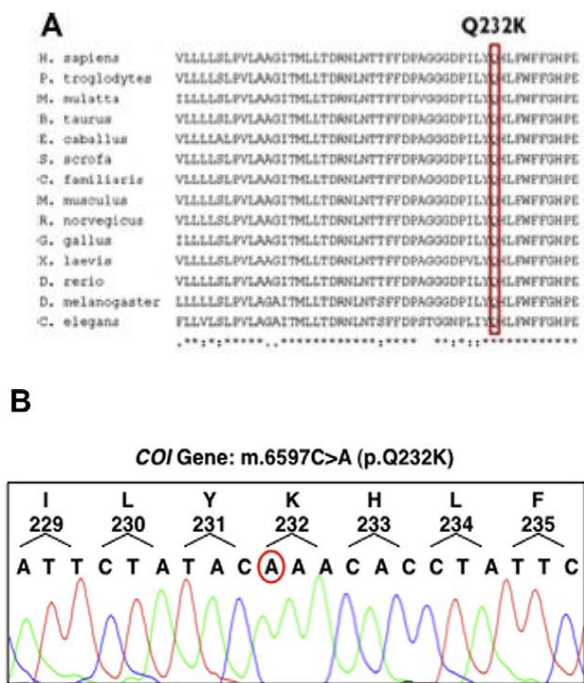 A
Q232K
H. sapiens VLLLLSLPVLAAGITMLLTDRNLNTTFFDPAGGGDPILYQHLFWFFGHPE
P. troglodytes VLLLLSLPVLAAGITMLLTDRNLNTTFFDPAGGGDPILYQHLFWFFGHPE
M. mulatta ILLLLSLPVLAAGITMLLTDRNLNTTFFDPVGGGDPILYQHLFWFFGHPE
B. taurus VLLLLSLPVLAAGITMLLTDRNLNTTFFDPAGGGDPILYQHLFWFFGHPE
E. caballus VLLLLALPVLAAGITMLLTDRNLNTTFFDPAGGGDPILYQHLFWFFGHPE
S. scrofa VLLLLSLPVLAAGITMLLTDRNLNTTFFDPAGGGDPILYQHLFWFFGHPE
C. familiaris VLLLLSLPVLAAGITMLLTDRNLNTTFFDPAGGGDPILYQHLFWFFGHPE
M. musculus VLLLLSLPVLAAGITMLLTDRNLNTTFFDPAGGGDPILYQHLFWFFGHPE
R. norvegicus VLLLLSLPVLAAGITMLLTDRNLNTTFFDPAGGGDPILYQHLFWFFGHPE
G. gallus ILLLLSLPVLAAGITMLLTDRNLNTTFFDPAGGGDPILYQHLFWFFGHPE
X. laevis VLLLLSLPVLAAGITMLLTDRNLNTTFFDPAGGGDPVLYQHLFWFFGHPE
D. rerio VLLLLSLPVLAAGITMLLTDRNLNTTFFDPAGGGDPILYQHLFWFFGHPE
D. melanogaster LLLLLSLPVLAGAITMLLTDRNLNTSFFDPAGGGDPILYQHLFWFFGHPE
C. elegans FLLVLSLPVLAGAITMLLTDRNLNTSFFDPSTGGNPLIYQHLFWFFGHPE
.**:*:*****..************:**** **:*::**************
B
COI Gene: m.6597C>A (p.Q232K)
I L Y K H L F
229 230 231 232 233 234 235
A T T C T A T A C A A A C A C C T A T T C